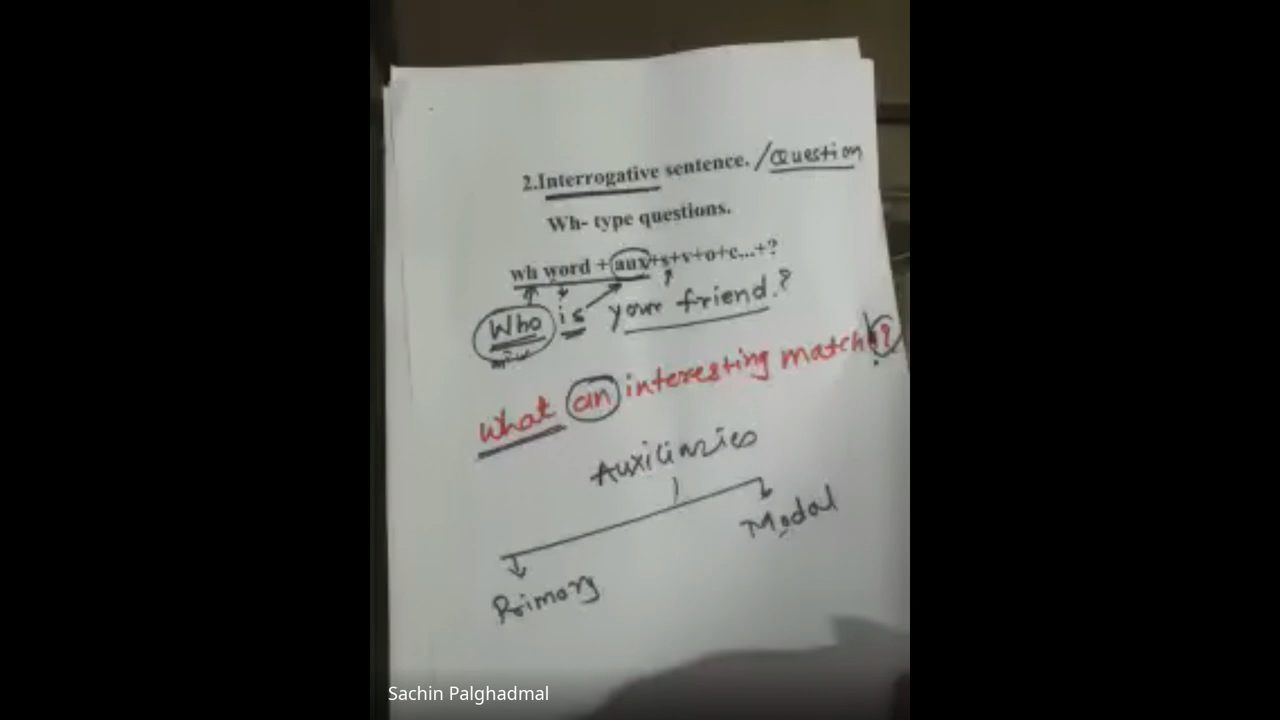 2.Interrogative sentence. /Question
Wh- type questions.
wh word + aux+s+v+o+c...+?
Who is your friend.?
What an interesting match?
Auxiliaries
Modal
Primary
Sachin Palghadmal